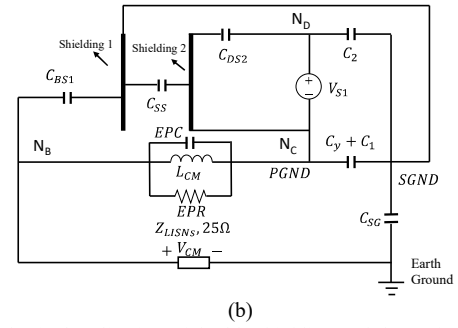 N_D
Shielding 1
Shielding 2
C_DS2
C_2
C_BS1
+
−
V_S1
C_SS
EPC
N_B
N_C
C_y + C_1
L_CM
PGND
SGND
EPR
C_SG
Z_LISNs, 25Ω
+ V_CM −
Earth
Ground
(b)